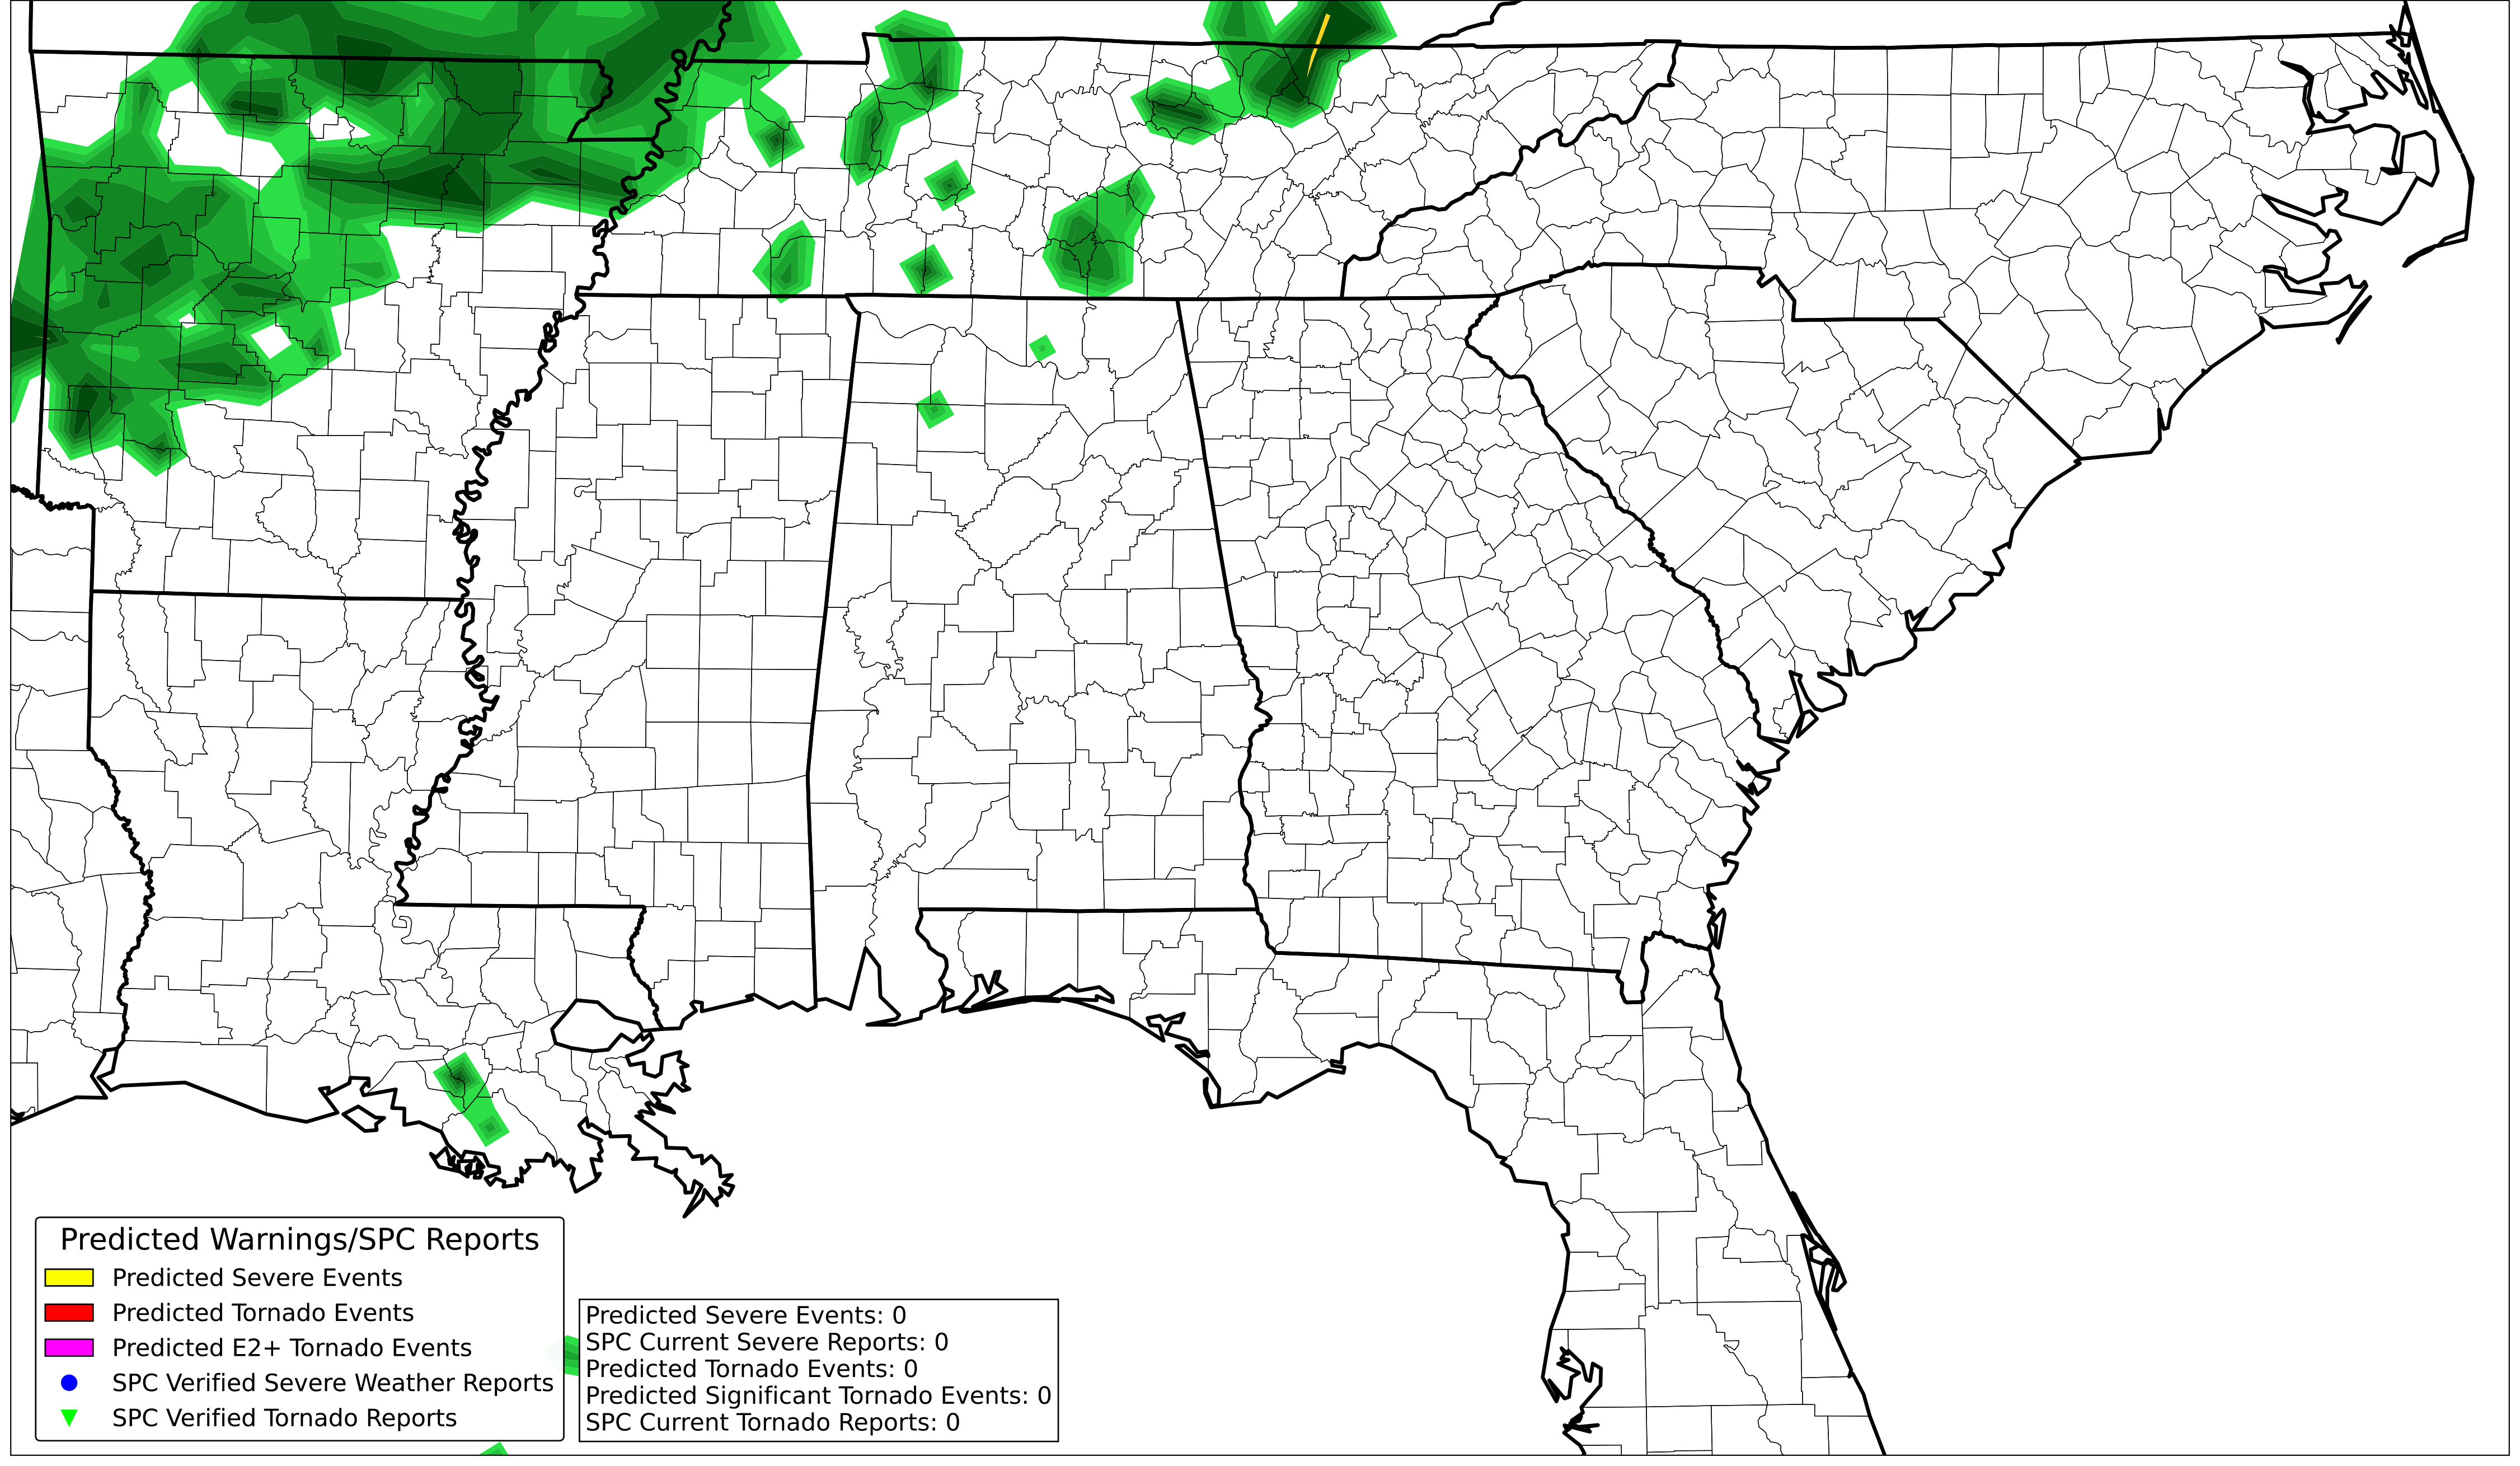 Predicted Warnings/SPC Reports
Predicted Severe Events
Predicted Tornado Events
Predicted E2+ Tornado Events
SPC Verified Severe Weather Reports
SPC Verified Tornado Reports
Predicted Severe Events: 0
SPC Current Severe Reports: 0
Predicted Tornado Events: 0
Predicted Significant Tornado Events: 0
SPC Current Tornado Reports: 0